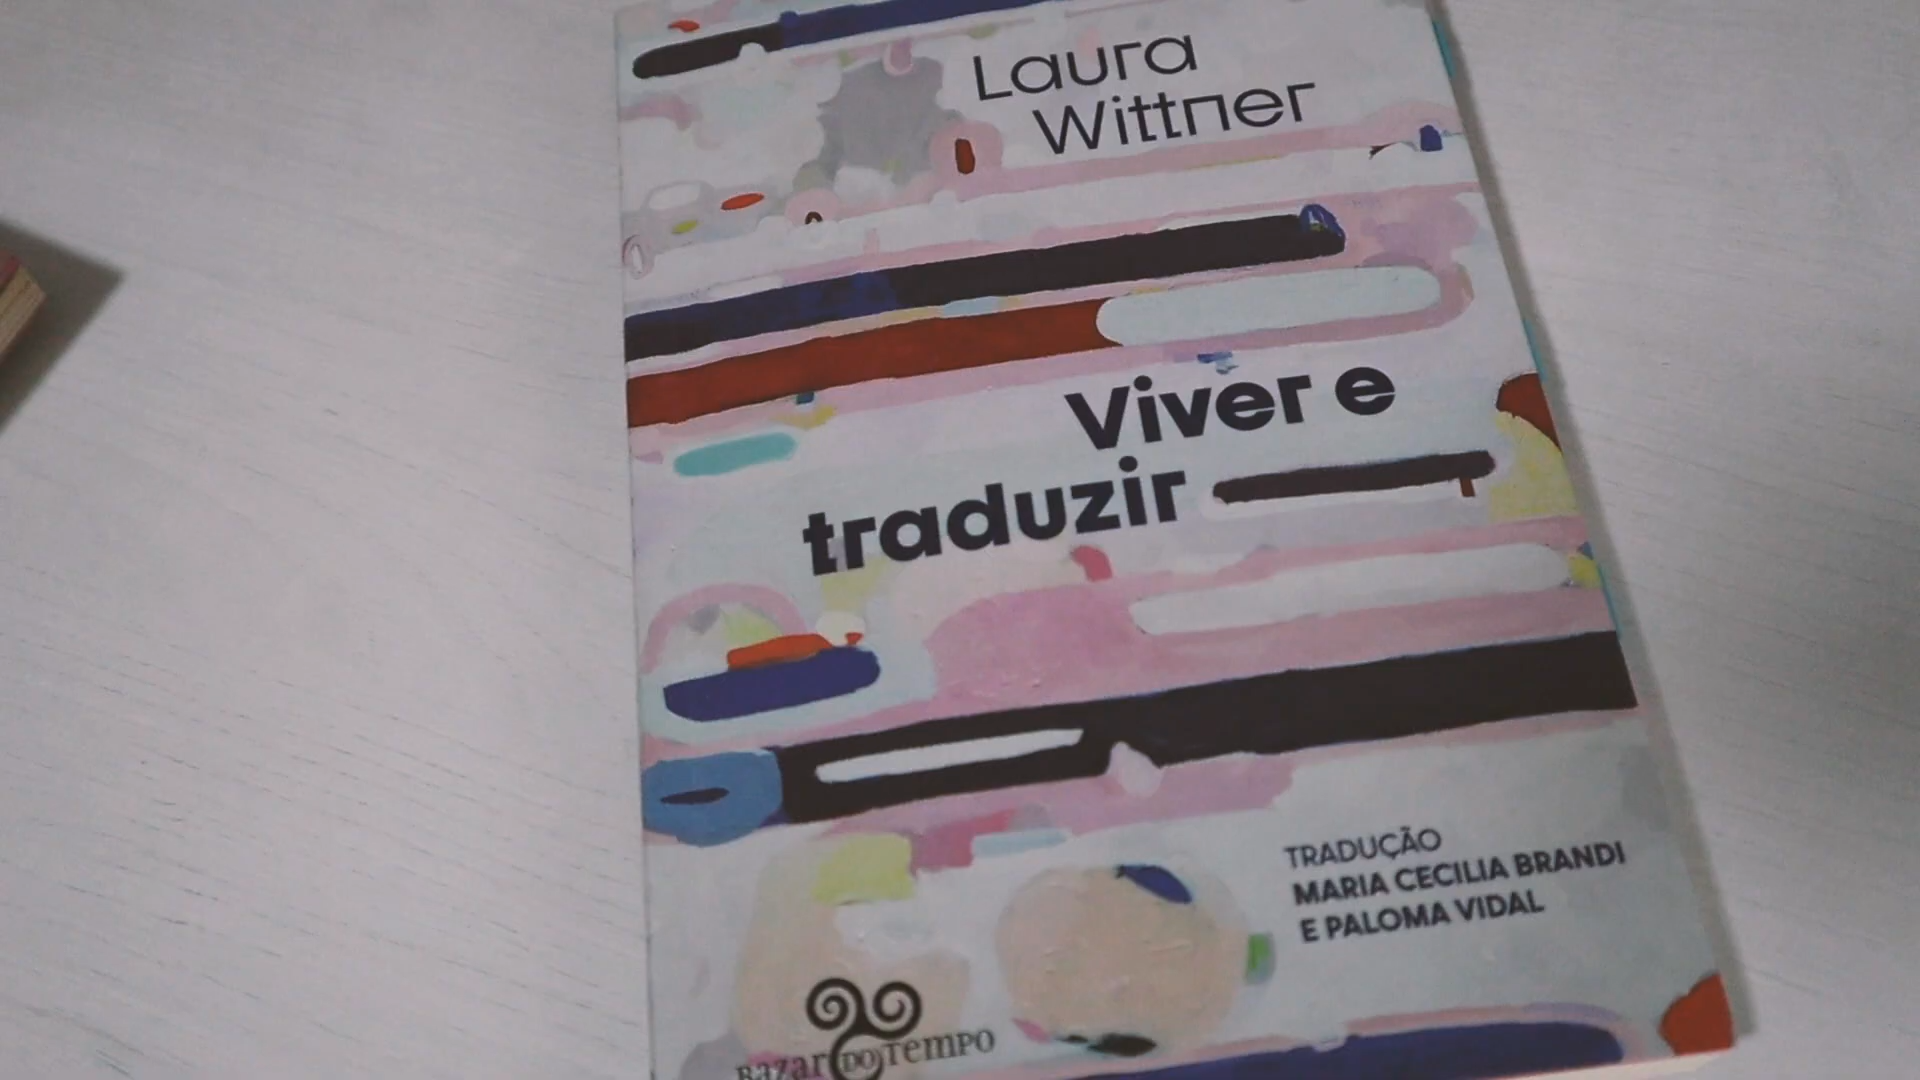 Laura
Wittner
Viver e
traduzir
TRADUÇÃO
MARIA CECILIA BRANDI
E PALOMA VIDAL
Bazar do Tempo